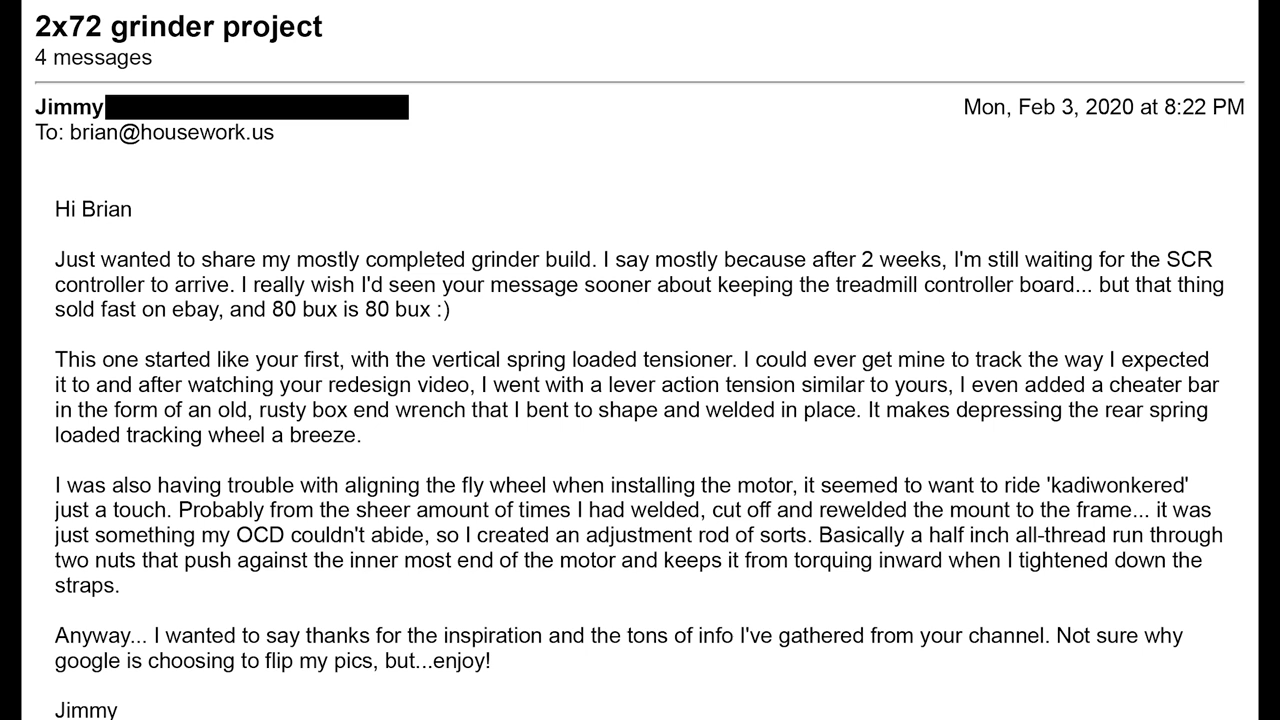 2x72 grinder project
4 messages
Jimmy
Mon, Feb 3, 2020 at 8:22 PM
To: brian@housework.us
Hi Brian
Just wanted to share my mostly completed grinder build. I say mostly because after 2 weeks, I'm still waiting for the SCR
controller to arrive. I really wish I'd seen your message sooner about keeping the treadmill controller board... but that thing
sold fast on ebay, and 80 bux is 80 bux :)
This one started like your first, with the vertical spring loaded tensioner. I could ever get mine to track the way I expected
it to and after watching your redesign video, I went with a lever action tension similar to yours, I even added a cheater bar
in the form of an old, rusty box end wrench that I bent to shape and welded in place. It makes depressing the rear spring
loaded tracking wheel a breeze.
I was also having trouble with aligning the fly wheel when installing the motor, it seemed to want to ride 'kadiwonkered'
just a touch. Probably from the sheer amount of times I had welded, cut off and rewelded the mount to the frame... it was
just something my OCD couldn't abide, so I created an adjustment rod of sorts. Basically a half inch all-thread run through
two nuts that push against the inner most end of the motor and keeps it from torquing inward when I tightened down the
straps.
Anyway... I wanted to say thanks for the inspiration and the tons of info I've gathered from your channel. Not sure why
google is choosing to flip my pics, but...enjoy!
Jimmy